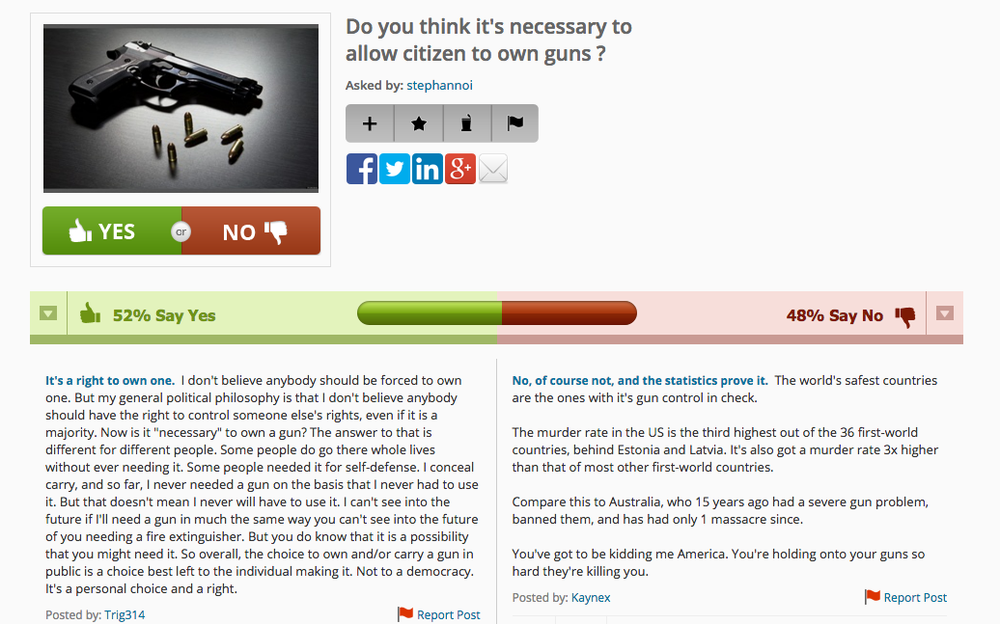 Do you think it's necessary to
allow citizen to own guns ?
Asked by: stephannoi
f
in
g+
YES
or
NO
52% Say Yes
48% Say No
It's a right to own one. I don't believe anybody should be forced to own
one. But my general political philosophy is that I don't believe anybody
should have the right to control someone else's rights, even if it is a
majority. Now is it "necessary" to own a gun? The answer to that is
different for different people. Some people do go there whole lives
without ever needing it. Some people needed it for self-defense. I conceal
carry, and so far, I never needed a gun on the basis that I never had to use
it. But that doesn't mean I never will have to use it. I can't see into the
future if I'll need a gun in much the same way you can't see into the future
of you needing a fire extinguisher. But you do know that it is a possibility
that you might need it. So overall, the choice to own and/or carry a gun in
public is a choice best left to the individual making it. Not to a democracy.
It's a personal choice and a right.
Posted by: Trig314
Report Post
No, of course not, and the statistics prove it. The world's safest countries
are the ones with it's gun control in check.
The murder rate in the US is the third highest out of the 36 first-world
countries, behind Estonia and Latvia. It's also got a murder rate 3x higher
than that of most other first-world countries.
Compare this to Australia, who 15 years ago had a severe gun problem,
banned them, and has had only 1 massacre since.
You've got to be kidding me America. You're holding onto your guns so
hard they're killing you.
Posted by: Kaynex
Report Post